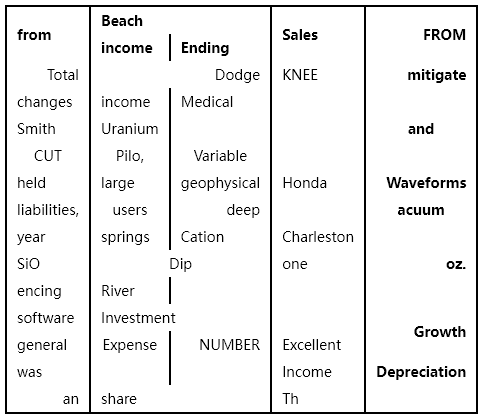 from Beach Sales FROM
income Ending
Total Dodge KNEE mitigate
changes income Medical
Smith Uranium and
CUT Pilo, Variable
held large geophysical Honda Waveforms
liabilities, users deep acuum
year springs Cation Charleston
SiO Dip one oz.
encing River
software Investment Growth
general Expense NUMBER Excellent
was Income Depreciation
an share Th